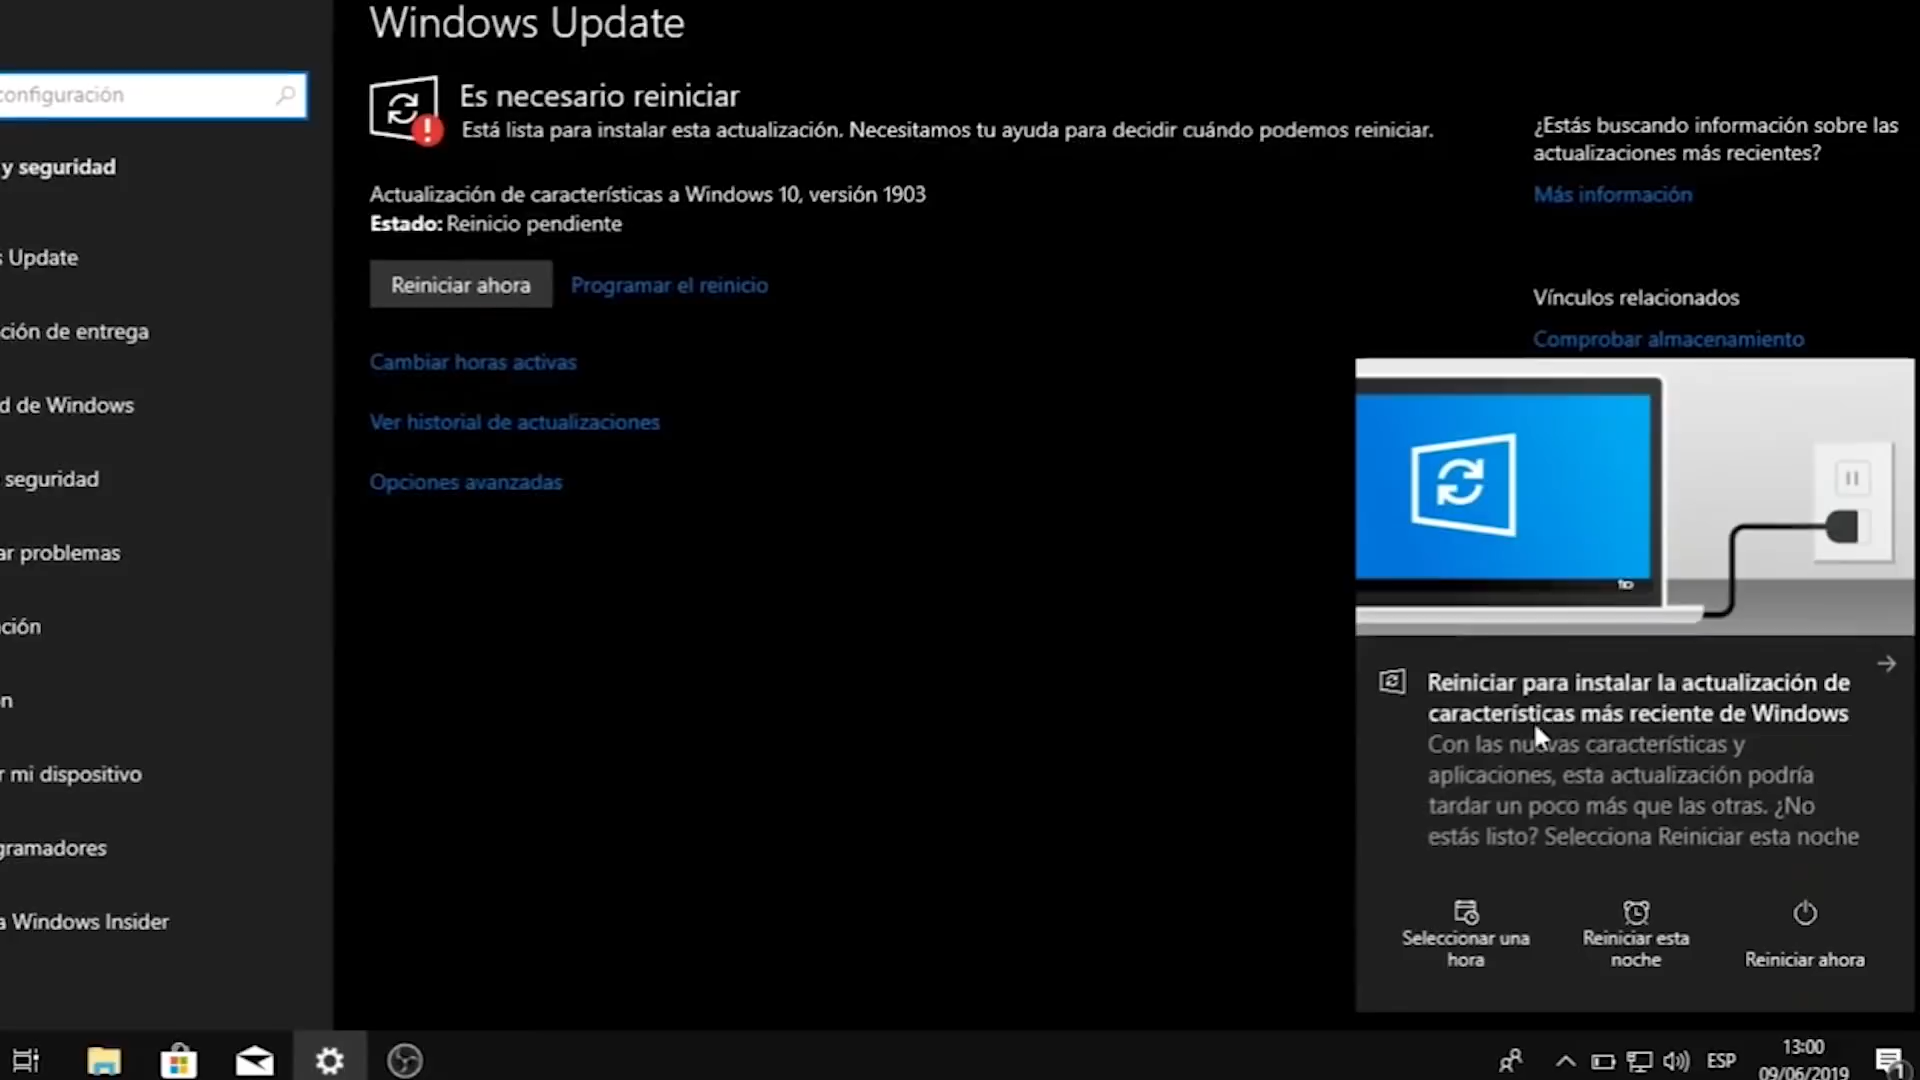 Windows Update
Es necesario reiniciar
Está lista para instalar esta actualización. Necesitamos tu ayuda para decidir cuándo podemos reiniciar.
Actualización de características a Windows 10, versión 1903
Estado: Reinicio pendiente
Reiniciar ahora
Programar el reinicio
Cambiar horas activas
Ver historial de actualizaciones
Opciones avanzadas
configuración
y seguridad
s Update
ción de entrega
d de Windows
seguridad
ar problemas
ción
n
r mi dispositivo
gramadores
a Windows Insider
¿Estás buscando información sobre las
actualizaciones más recientes?
Más información
Vínculos relacionados
Comprobar almacenamiento
Reiniciar para instalar la actualización de
características más reciente de Windows
Con las nuevas características y
aplicaciones, esta actualización podría
tardar un poco más que las otras. ¿No
estás listo? Selecciona Reiniciar esta noche
Seleccionar una
hora
Reiniciar esta
noche
Reiniciar ahora
ESP
13:00
09/06/2019
1